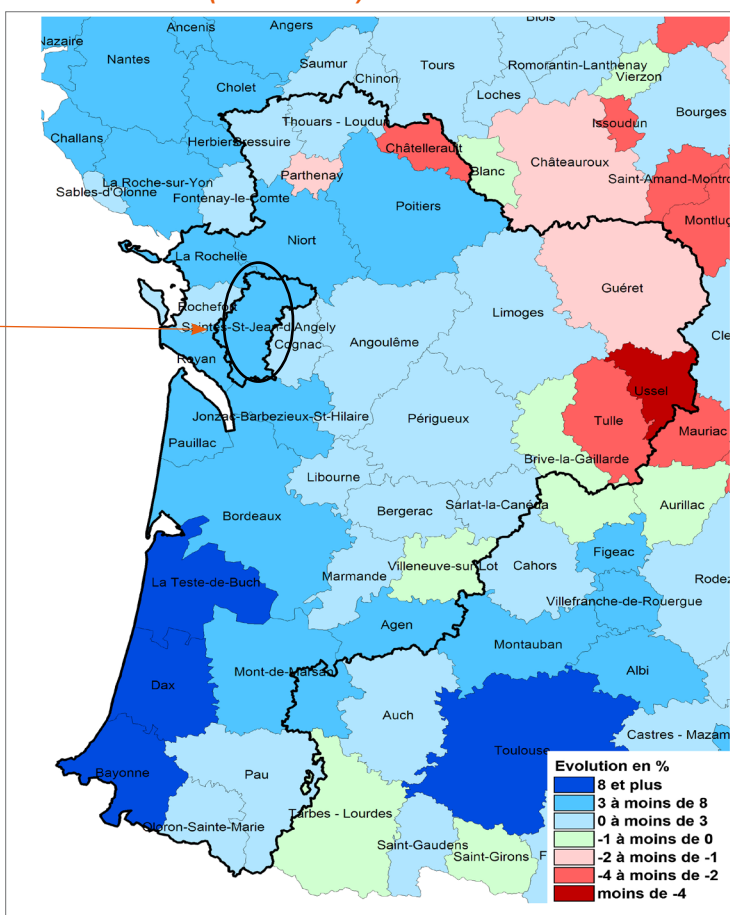 Nazaire
Ancenis
Angers
Blois
Nantes
Saumur
Chinon
Tours
Romorantin-Lanthenay
Vierzon
Cholet
Loches
Bourges
Challans
Herbiers
Bressuire
Thouars - Loudun
Issoudun
Châtellerault
Châteauroux
Parthenay
Blanc
Saint-Amand-Montro
La Roche-sur-Yon
Sables-d'Olonne
Fontenay-le-Comte
Poitiers
Montluç
Niort
La Rochelle
Guéret
Rochefort
Limoges
Saintes-St-Jean-d'Angely
Cle
Cognac
Angoulême
Royan
Ussel
Jonzac-Barbezieux-St-Hilaire
Périgueux
Tulle
Mauriac
Pauillac
Brive-la-Gaillarde
Libourne
Bergerac
Sarlat-la-Canéda
Aurillac
Bordeaux
Figeac
Marmande
Villeneuve-sur-Lot
Cahors
Rodez
La Teste-de-Buch
Villefranche-de-Rouergue
Agen
Montauban
Mont-de-Marsan
Albi
Dax
Auch
Castres - Mazam
Toulouse
Bayonne
Pau
Tarbes - Lourdes
Oloron-Sainte-Marie
Saint-Gaudens
Saint-Girons
F
Evolution en %
8 et plus
3 à moins de 8
0 à moins de 3
-1 à moins de 0
-2 à moins de -1
-4 à moins de -2
moins de -4